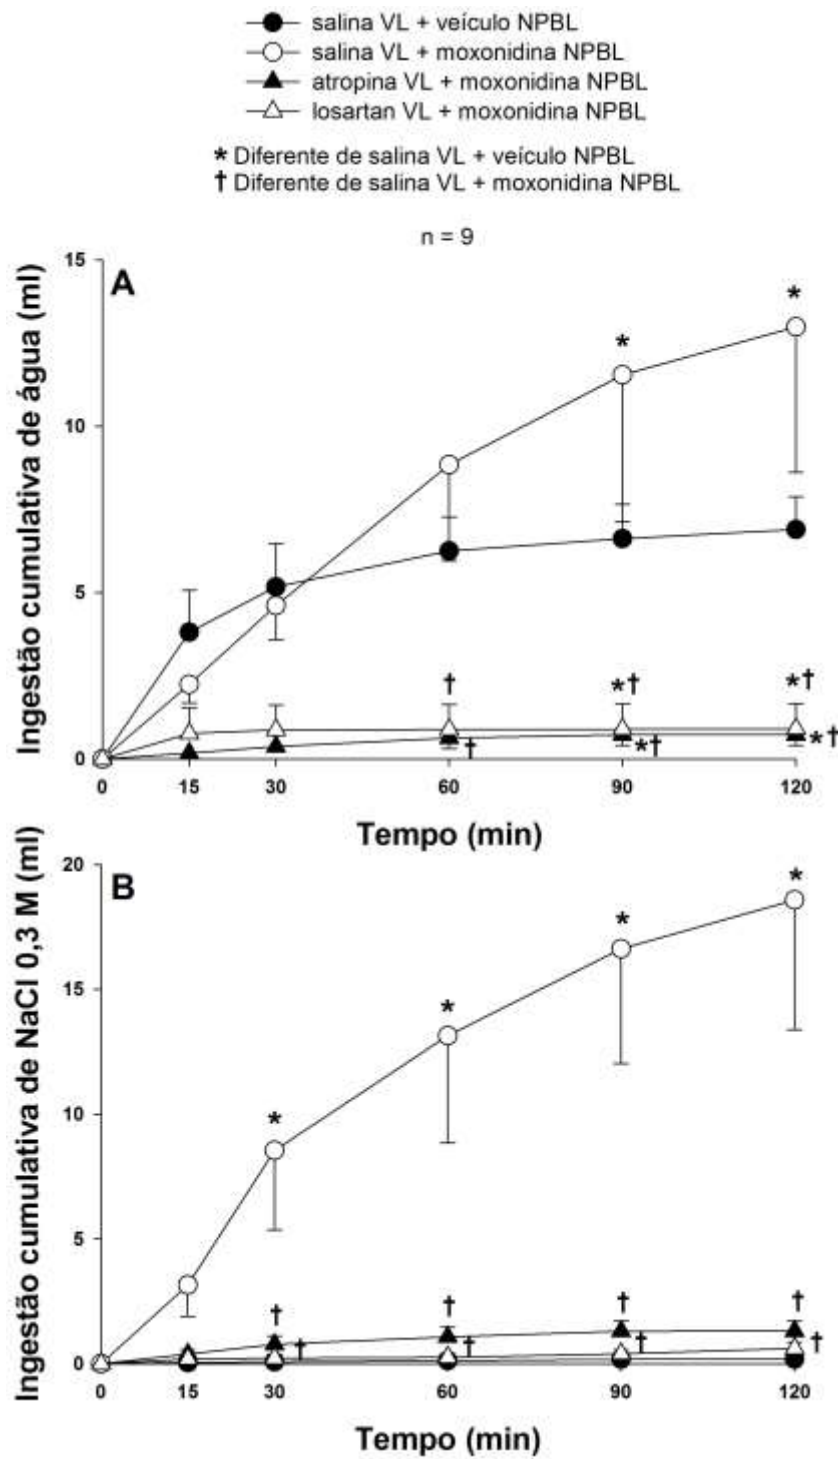 salina VL + veículo NPBL
salina VL + moxonidina NPBL
atropina VL + moxonidina NPBL
losartan VL + moxonidina NPBL
* Diferente de salina VL + veículo NPBL
† Diferente de salina VL + moxonidina NPBL
n = 9
A
Ingestão cumulativa de água (ml)
15
10
5
0
*
*
†
*†
*†
†
*†
*†
0 15 30 60 90 120
Tempo (min)
B
Ingestão cumulativa de NaCl 0,3 M (ml)
20
15
10
5
0
*
*
*
*
† † † †
† † † †
0 15 30 60 90 120
Tempo (min)